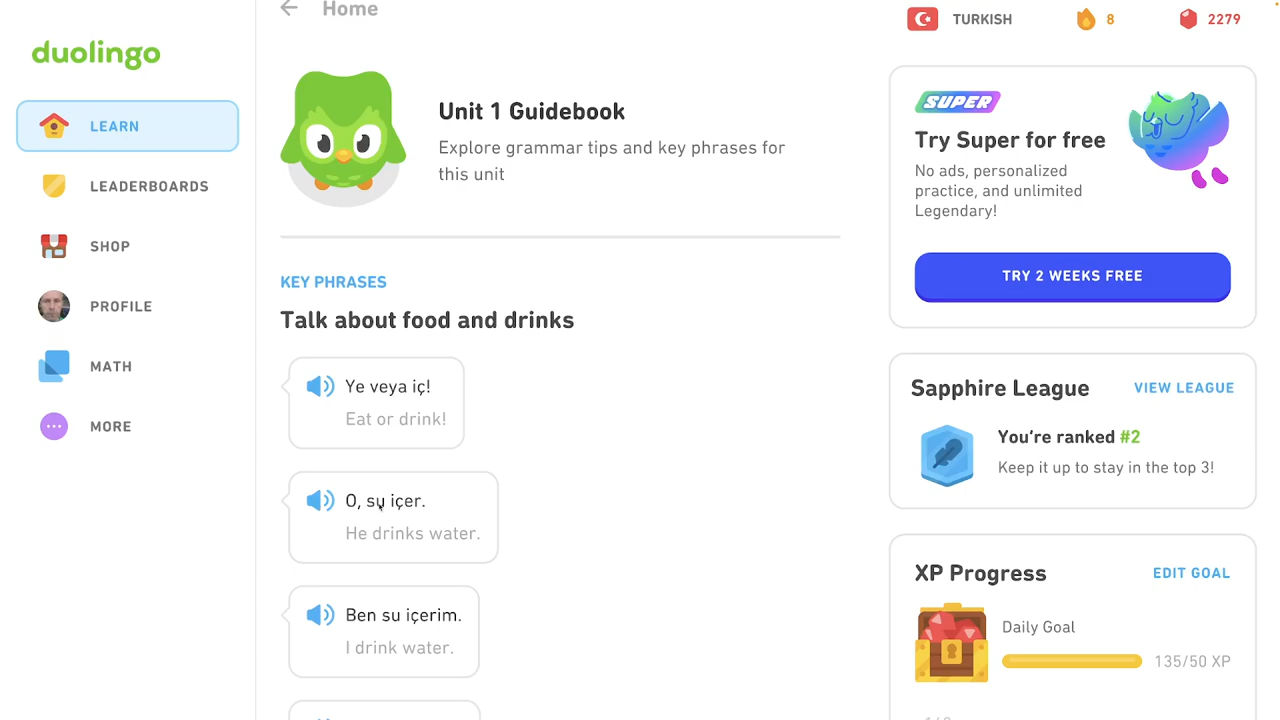 duolingo
LEARN
LEADERBOARDS
SHOP
PROFILE
MATH
MORE
Home
Unit 1 Guidebook
Explore grammar tips and key phrases for
this unit
KEY PHRASES
Talk about food and drinks
Ye veya iç!
Eat or drink!
O, su içer.
He drinks water.
Ben su içerim.
I drink water.
TURKISH
8
2279
SUPER
Try Super for free
No ads, personalized
practice, and unlimited
Legendary!
TRY 2 WEEKS FREE
Sapphire League
VIEW LEAGUE
You're ranked #2
Keep it up to stay in the top 3!
XP Progress
EDIT GOAL
Daily Goal
135/50 XP